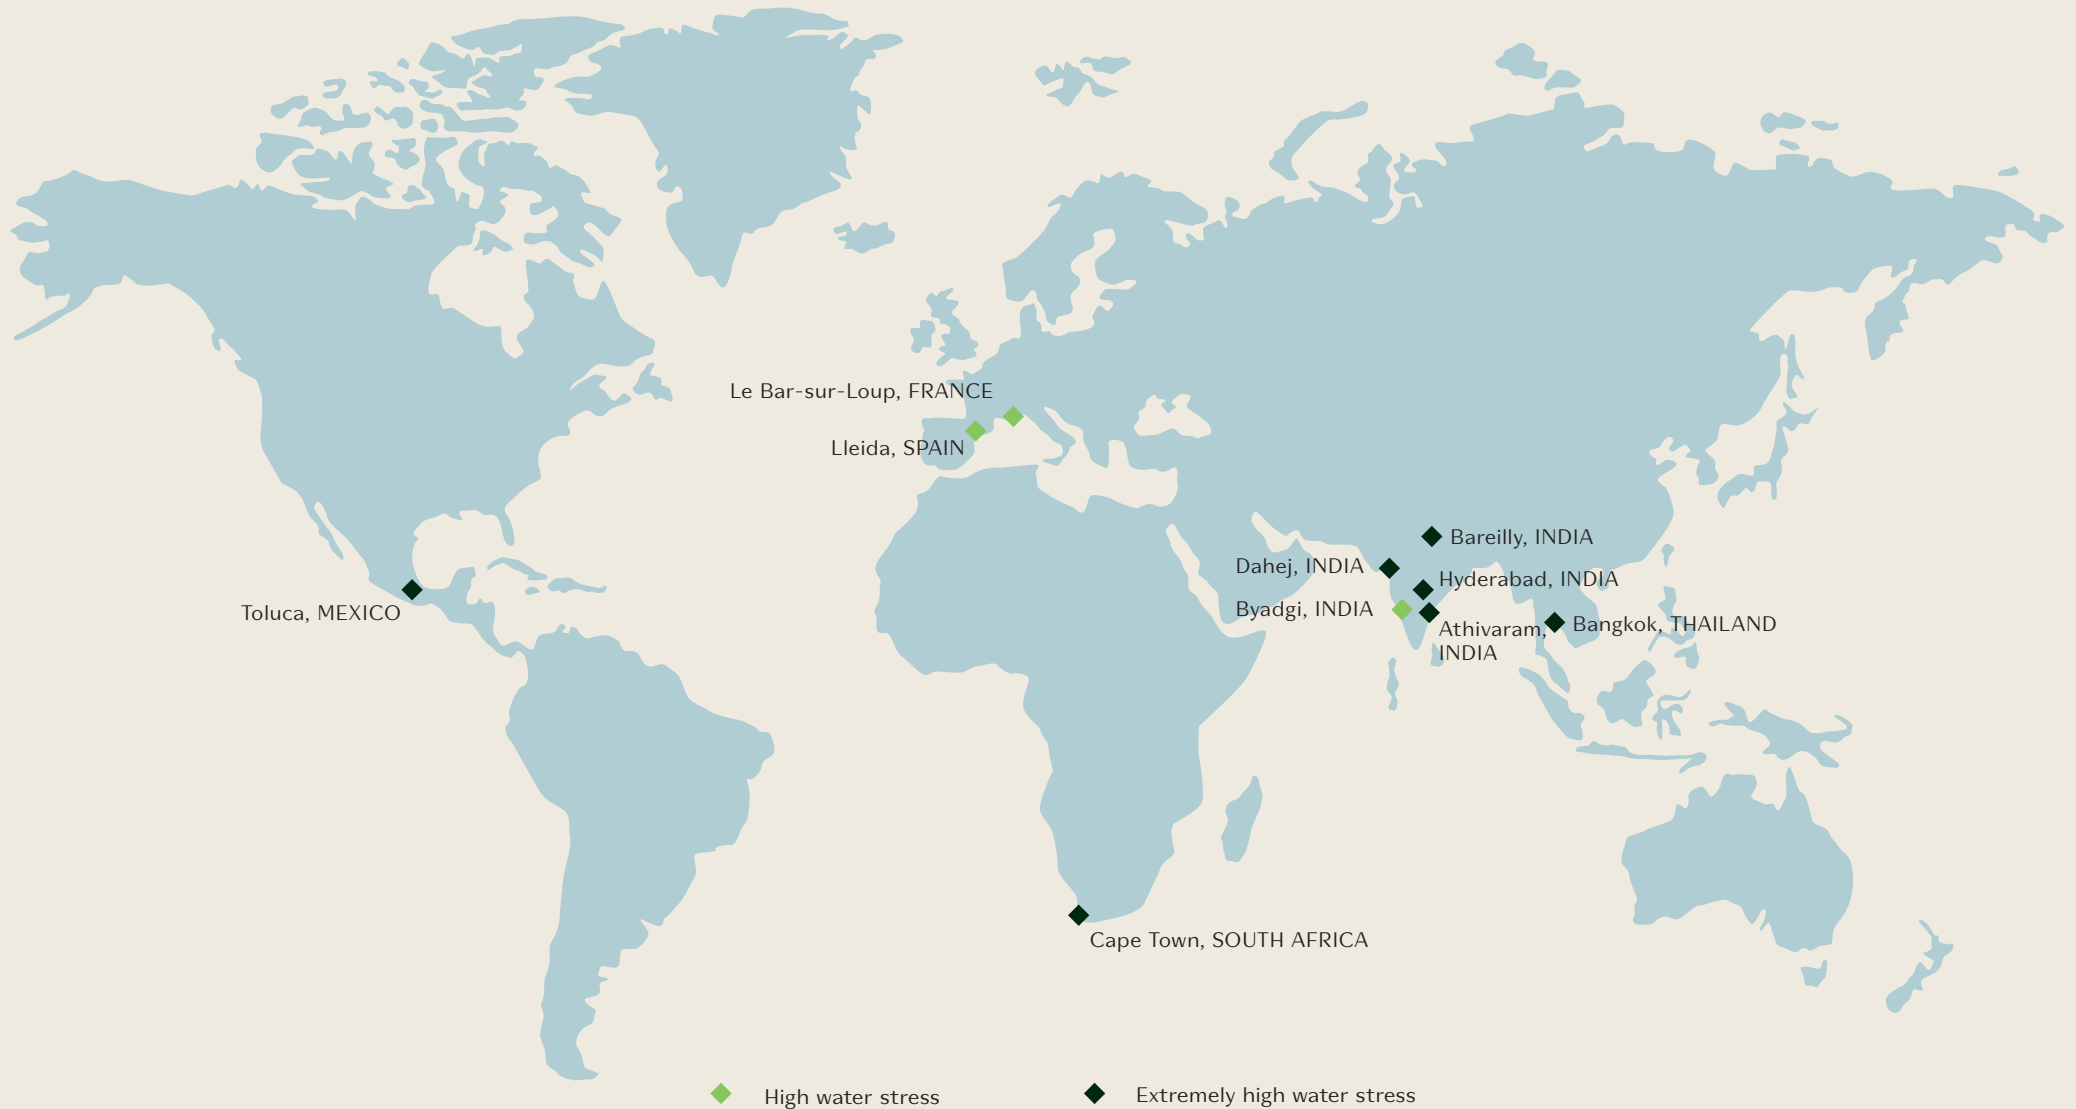 Le Bar-sur-Loup, FRANCE
Lleida, SPAIN
Bareilly, INDIA
Dahej, INDIA
Hyderabad, INDIA
Byadgi, INDIA
Toluca, MEXICO
Athivaram,
INDIA
Bangkok, THAILAND
Cape Town, SOUTH AFRICA
High water stress
Extremely high water stress